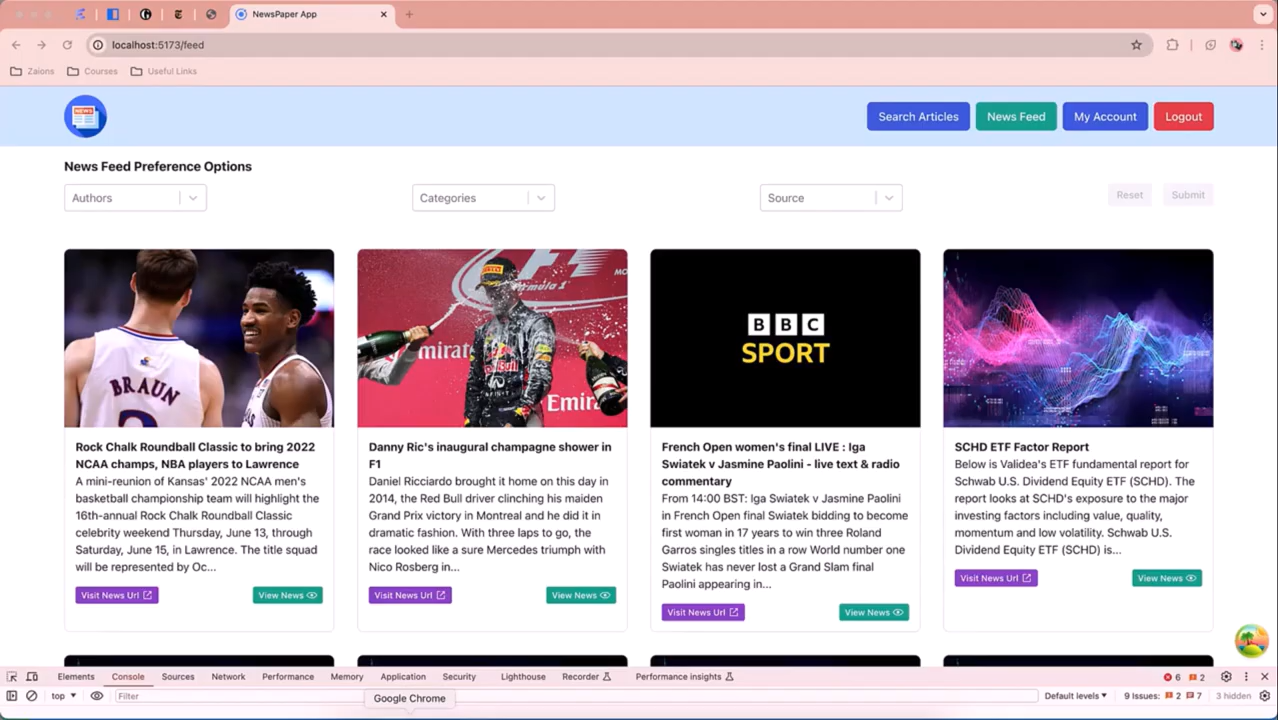 NewsPaper App
localhost:5173/feed
Zaions
Courses
Useful Links
NEWS
Search Articles
News Feed
My Account
Logout
News Feed Preference Options
Authors
Categories
Source
Reset
Submit
BRAUN
Formula 1
MO
Emirates
BBC
SPORT
Rock Chalk Roundball Classic to bring 2022
NCAA champs, NBA players to Lawrence
A mini-reunion of Kansas' 2022 NCAA men's
basketball championship team will highlight the
16th-annual Rock Chalk Roundball Classic
celebrity weekend Thursday, June 13, through
Saturday, June 15, in Lawrence. The title squad
will be represented by Oc...
Visit News Url
View News
Danny Ric's inaugural champagne shower in
F1
Daniel Ricciardo brought it home on this day in
2014, the Red Bull driver clinching his maiden
Grand Prix victory in Montreal and he did it in
dramatic fashion. With three laps to go, the
race looked like a sure Mercedes triumph with
Nico Rosberg in...
Visit News Url
View News
French Open women's final LIVE : Iga
Swiatek v Jasmine Paolini - live text & radio
commentary
From 14:00 BST: Iga Swiatek v Jasmine Paolini
in French Open final Swiatek bidding to become
first woman in 17 years to win three Roland
Garros singles titles in a row World number one
Swiatek has never lost a Grand Slam final
Paolini appearing in...
Visit News Url
View News
SCHD ETF Factor Report
Below is Validea's ETF fundamental report for
Schwab U.S. Dividend Equity ETF (SCHD). The
report looks at SCHD's exposure to the major
investing factors including value, quality,
momentum and low volatility. Schwab U.S.
Dividend Equity ETF (SCHD) is...
Visit News Url
View News
Elements
Console
Sources
Network
Performance
Memory
Application
Security
Lighthouse
Recorder
Performance insights
6
2
top
Filter
Default levels
9 Issues:
2
7
3 hidden
Google Chrome